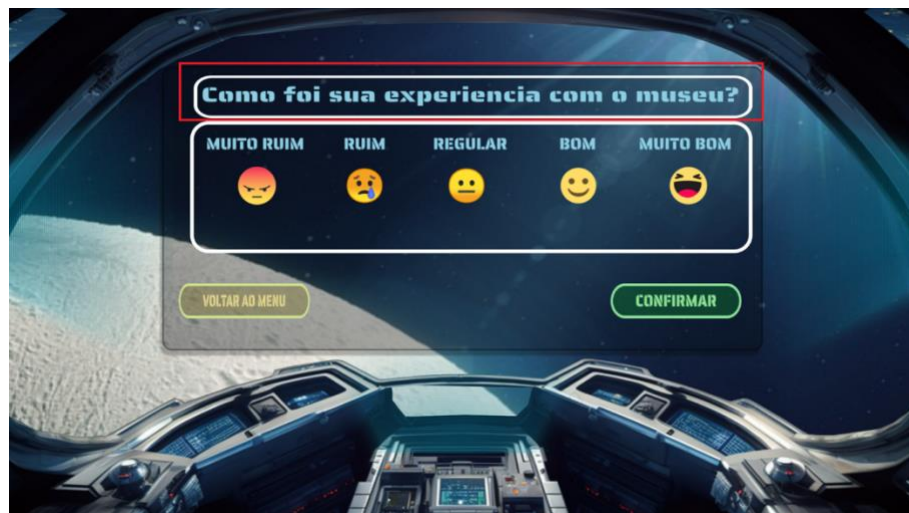 Como foi sua experiencia com o museu?
MUITO RUIM RUIM REGULAR BOM MUITO BOM
VOLTAR AO MENU CONFIRMAR